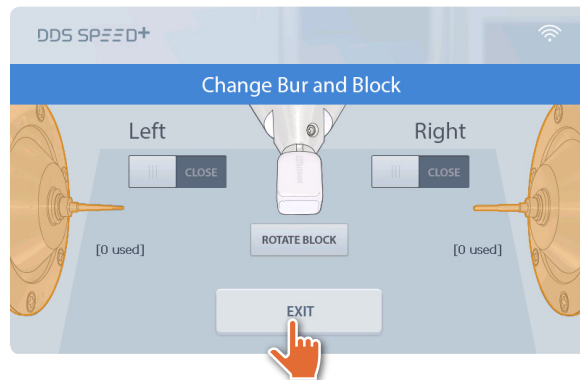 DDS SPEED+
Change Bur and Block
Left
Right
CLOSE
CLOSE
[0 used]
ROTATE BLOCK
[0 used]
EXIT